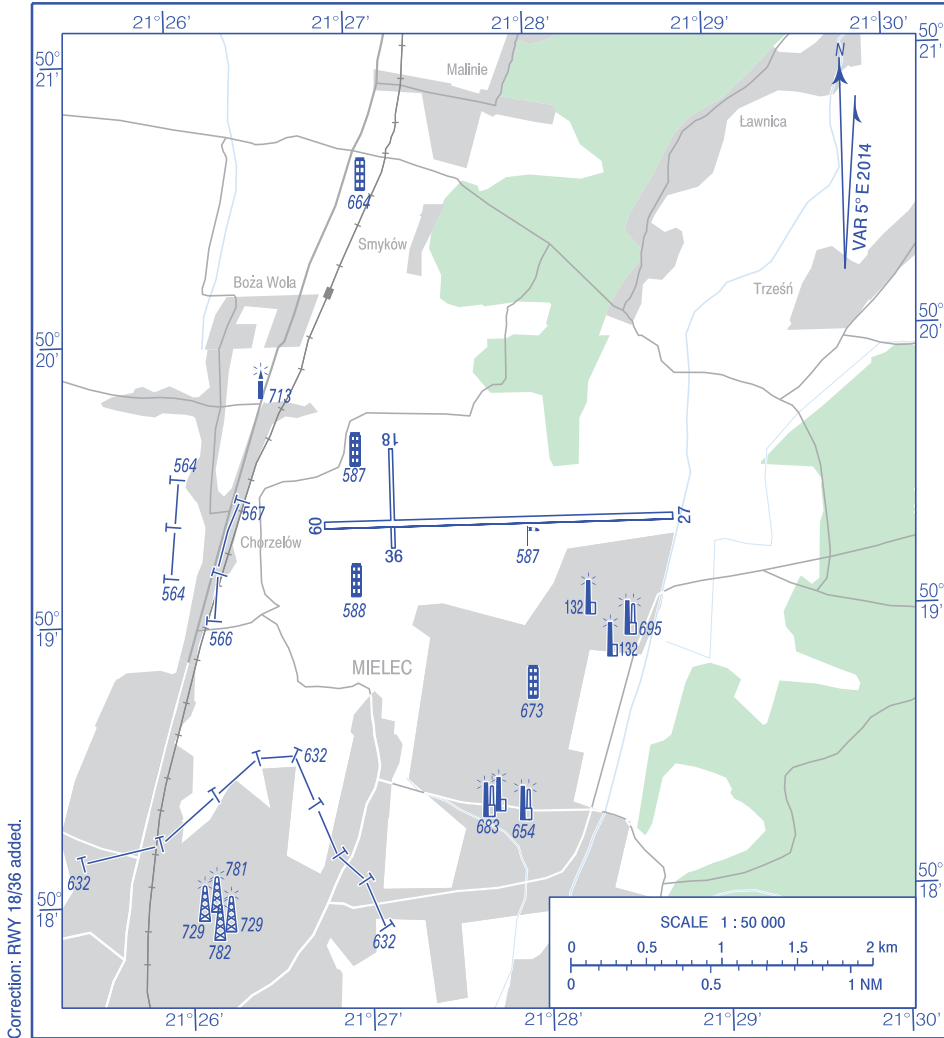 21°26 21°27 21°28 21°29 21°30
50° 21'
50° 21'
Malinie
Ławnica
N
VAR 5° E 2014
664
Smyków
Boża Wola
Trześń
50° 20'
50° 20'
713
587
18
564
567
09
27
Chorzelów
36
587
564
588
566
132
695
132
50° 19'
50° 19'
MIELEC
673
632
683
654
632
781
729
729
782
632
50° 18'
50° 18'
SCALE 1 : 50 000
0 0.5 1 1.5 2 km
0 0.5 1 NM
21°26 21°27 21°28 21°29 21°30
Correction: RWY 18/36 added.